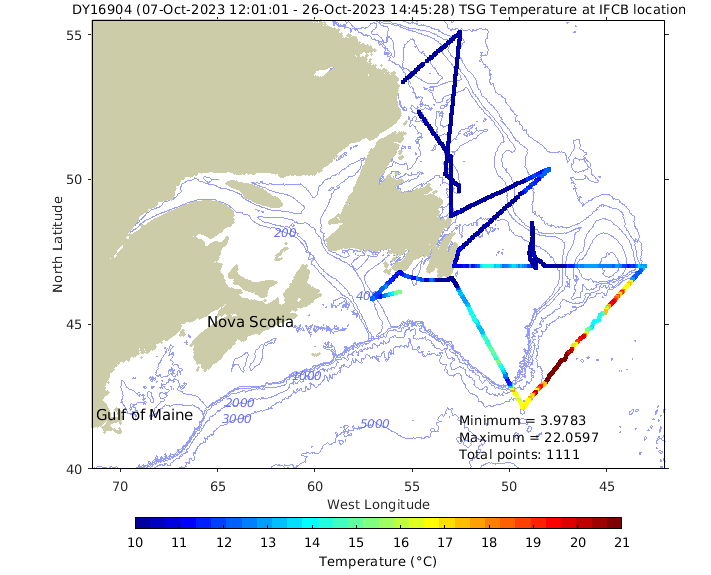 DY16904 (07-Oct-2023 12:01:01 - 26-Oct-2023 14:45:28) TSG Temperature at IFCB location
55
50
45
40
North Latitude
200
400
Nova Scotia
1000
2000
3000
5000
Gulf of Maine
Minimum = 3.9783
Maximum = 22.0597
Total points: 1111
70 65 60 55 50 45
West Longitude
10 11 12 13 14 15 16 17 18 19 20 21
Temperature (°C)